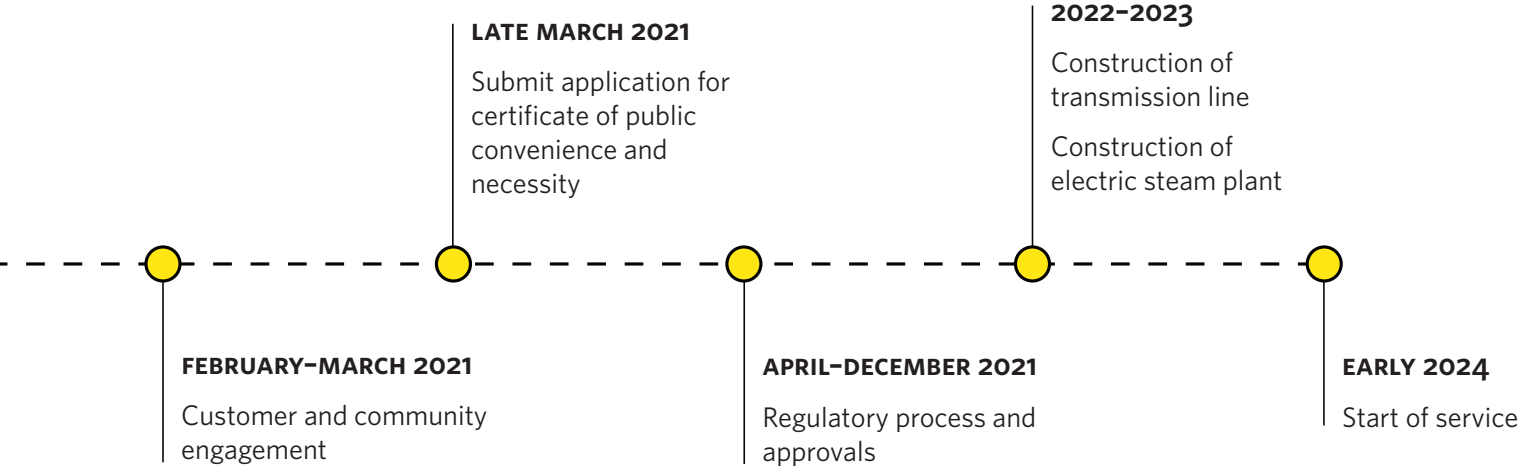 LATE MARCH 2021
Submit application for
certificate of public
convenience and
necessity
2022–2023
Construction of
transmission line
Construction of
electric steam plant
FEBRUARY–MARCH 2021
Customer and community
engagement
APRIL–DECEMBER 2021
Regulatory process and
approvals
EARLY 2024
Start of service